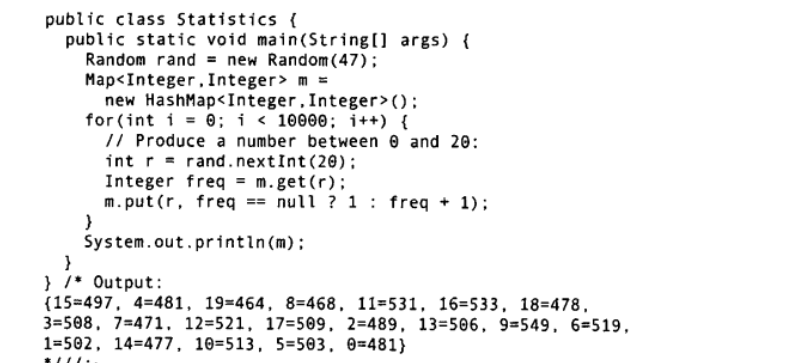 public class Statistics {
public static void main(String[] args) {
Random rand = new Random(47);
Map<Integer,Integer> m =
new HashMap<Integer,Integer>();
for(int i = 0; i < 10000; i++) {
// Produce a number between 0 and 20:
int r = rand.nextInt(20);
Integer freq = m.get(r);
m.put(r, freq == null ? 1 : freq + 1);
}
System.out.println(m);
}
} /* Output:
{15=497, 4=481, 19=464, 8=468, 11=531, 16=533, 18=478,
3=508, 7=471, 12=521, 17=509, 2=489, 13=506, 9=549, 6=519,
1=502, 14=477, 10=513, 5=503, 0=481}
*///:~